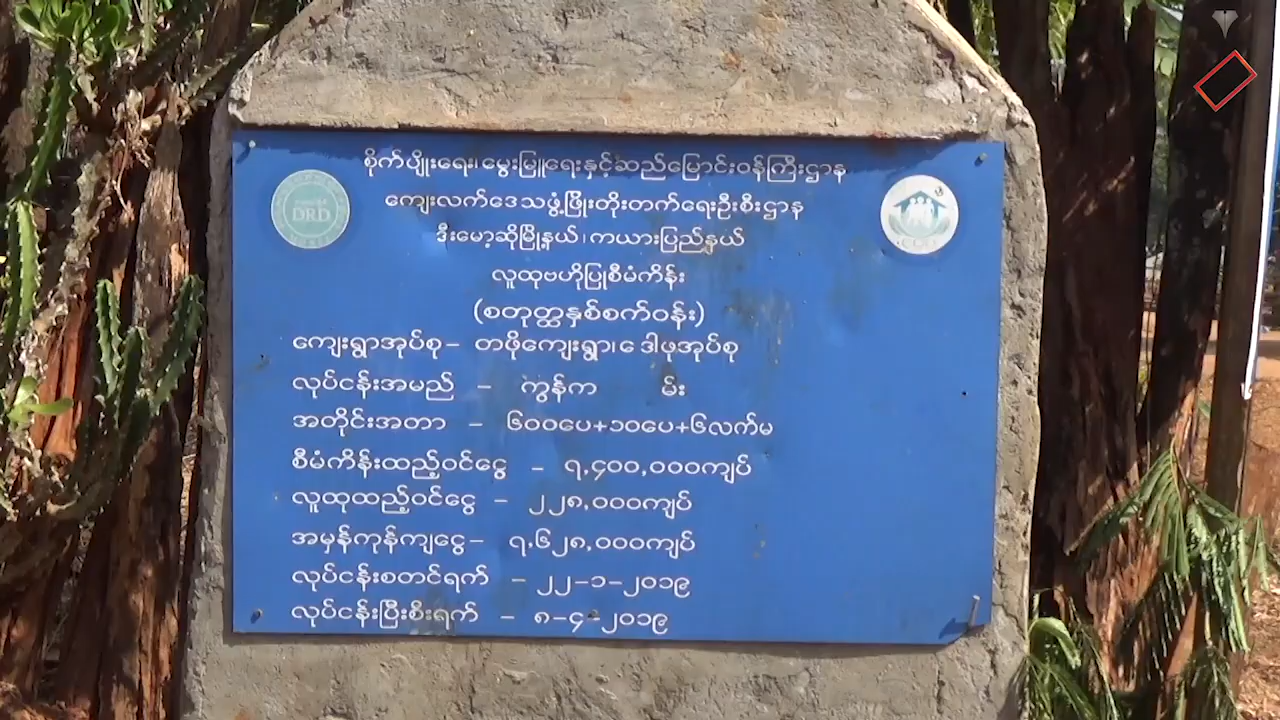 စိုက်ပျိုးရေး၊ မွေးမြူရေးနှင့်ဆည်မြောင်းဝန်ကြီးဌာန
ကျေးလက်ဒေသဖွံ့ဖြိုးတိုးတက်ရေးဦးစီးဌာန
DRD
ဒီးမော့ဆိုမြို့နယ်၊ ကယားပြည်နယ်
လူထုဗဟိုပြုစီမံကိန်း
(စတုတ္ထနှစ်စက်ဝန်း)
ကျေးရွာအုပ်စု – တဖိုကျေးရွာ၊ ဒေါဖုအုပ်စု
လုပ်ငန်းအမည် – ကွန်က မ်း
အတိုင်းအတာ – ၆၀၀ပေ+၁၀ပေ+၆လက်မ
စီမံကိန်းထည့်ဝင်ငွေ – ၇,၄၀၀,၀၀၀ကျပ်
လူထုထည့်ဝင်ငွေ – ၂၂၈,၀၀၀ကျပ်
အမှန်ကုန်ကျငွေ – ၇,၆၂၈,၀၀၀ကျပ်
လုပ်ငန်းစတင်ရက် – ၂၂–၁–၂၀၁၉
လုပ်ငန်းပြီးစီးရက် – ၈–၄–၂၀၁၉